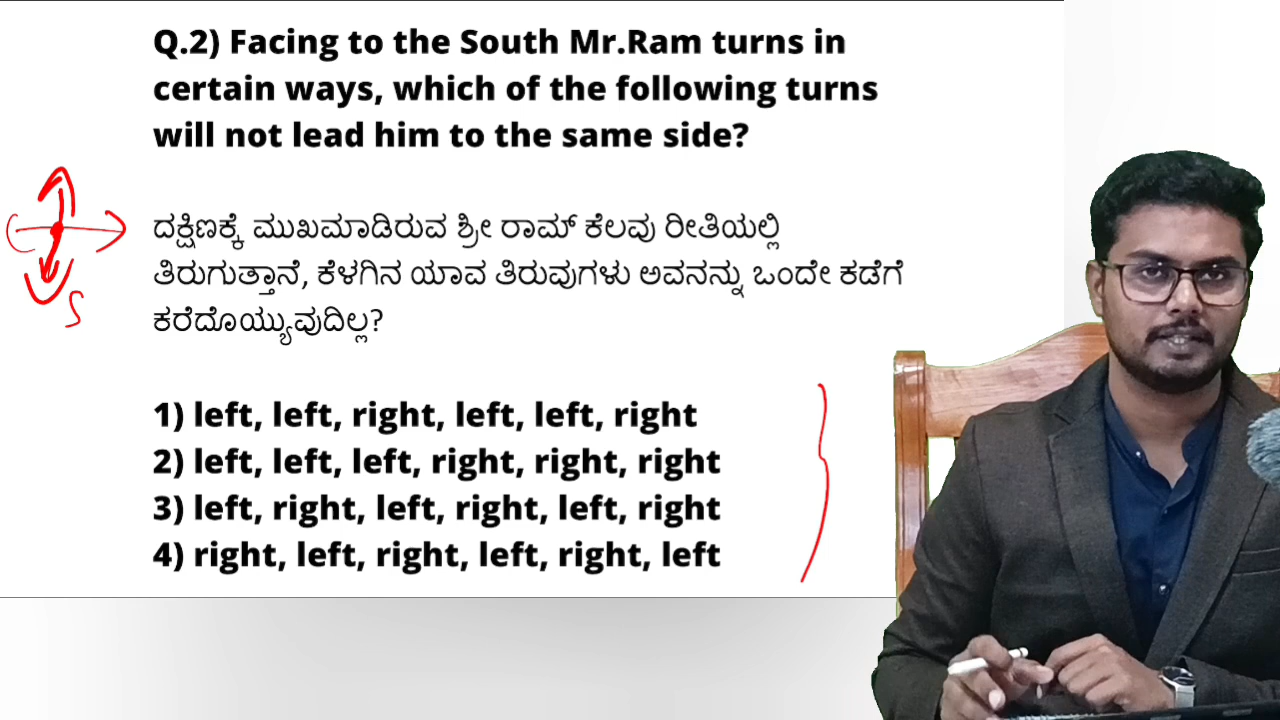 Q.2) Facing to the South Mr.Ram turns in
certain ways, which of the following turns
will not lead him to the same side?
ದಕ್ಷಿಣಕ್ಕೆ ಮುಖಮಾಡಿರುವ ಶ್ರೀ ರಾಮ್ ಕೆಲವು ರೀತಿಯಲ್ಲಿ
ತಿರುಗುತ್ತಾನೆ, ಕೆಳಗಿನ ಯಾವ ತಿರುವುಗಳು ಅವನನ್ನು ಒಂದೇ ಕಡೆಗೆ
S
ಕರೆದೊಯ್ಯುವುದಿಲ್ಲ?
1) left, left, right, left, left, right
2) left, left, left, right, right, right
3) left, right, left, right, left, right
4) right, left, right, left, right, left